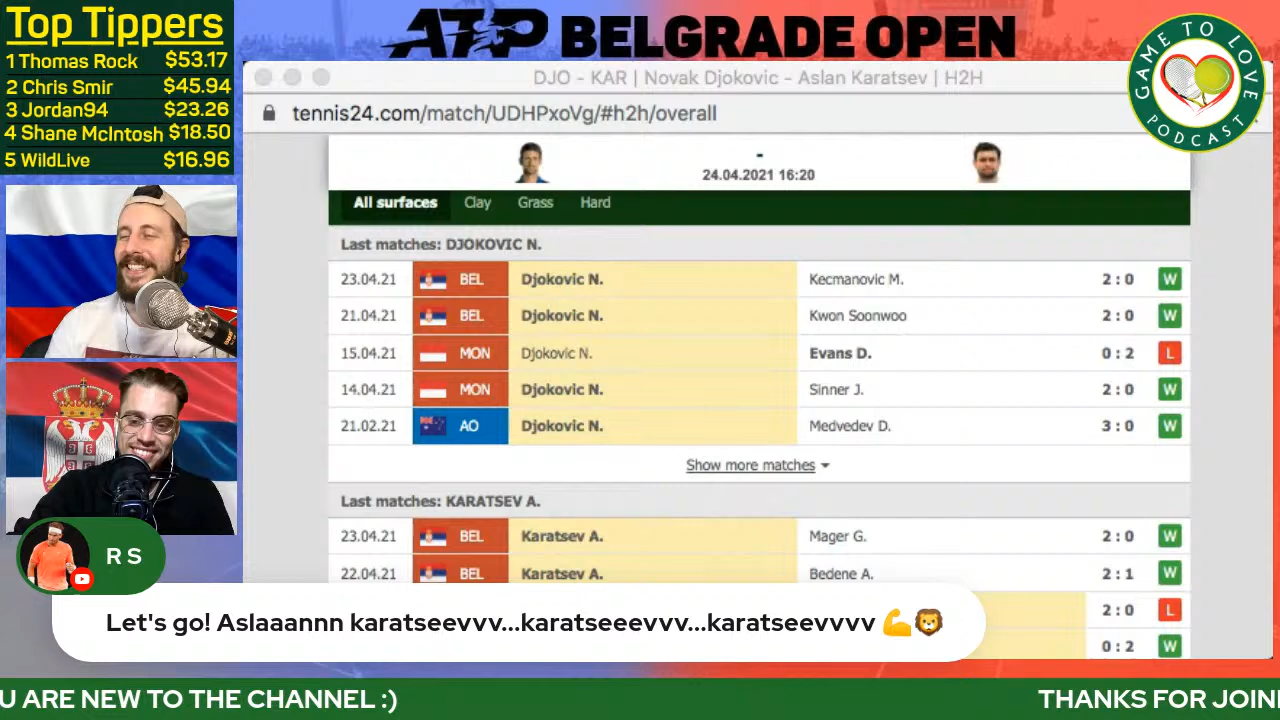 Top Tippers
1 Thomas Rock $53.17
2 Chris Smir $45.94
3 Jordan94 $23.26
4 Shane McIntosh $18.50
5 WildLive $16.96
ATP BELGRADE OPEN
GAME TO LOVE
PODCAST
DJO - KAR | Novak Djokovic - Aslan Karatsev | H2H
tennis24.com/match/UDHPxoVg/#h2h/overall
-
24.04.2021 16:20
All surfaces Clay Grass Hard
Last matches: DJOKOVIC N.
23.04.21 BEL Djokovic N. Kecmanovic M. 2 : 0 W
21.04.21 BEL Djokovic N. Kwon Soonwoo 2 : 0 W
15.04.21 MON Djokovic N. Evans D. 0 : 2 L
14.04.21 MON Djokovic N. Sinner J. 2 : 0 W
21.02.21 AO Djokovic N. Medvedev D. 3 : 0 W
Show more matches
Last matches: KARATSEV A.
23.04.21 BEL Karatsev A. Mager G. 2 : 0 W
22.04.21 BEL Karatsev A. Bedene A. 2 : 1 W
2 : 0 L
0 : 2 W
R S
Let's go! Aslaaannn karatseevvv...karatseeevvv...karatseevvvv 💪🦁
U ARE NEW TO THE CHANNEL :) THANKS FOR JOIN